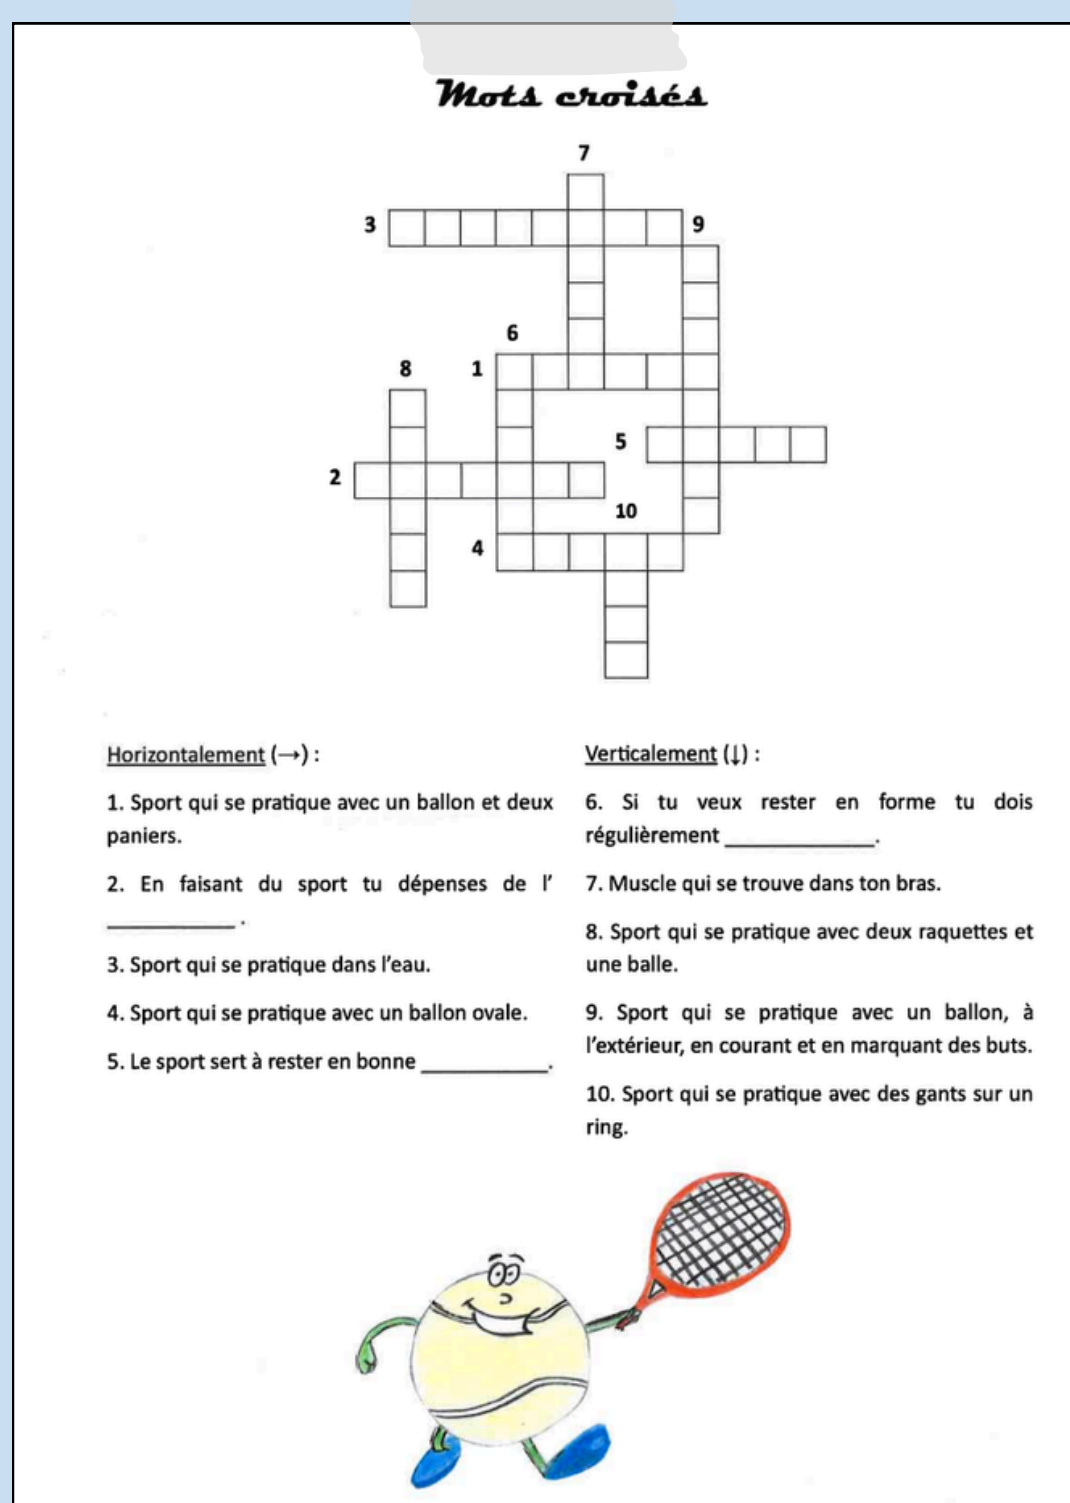 Mots croisés
7
3 9
6
8 1
5
2
10
4
Horizontalement (→) :
1. Sport qui se pratique avec un ballon et deux
paniers.
2. En faisant du sport tu dépenses de l’
____________ .
3. Sport qui se pratique dans l’eau.
4. Sport qui se pratique avec un ballon ovale.
5. Le sport sert à rester en bonne ____________.
Verticalement (↓) :
6. Si tu veux rester en forme tu dois
régulièrement ______________.
7. Muscle qui se trouve dans ton bras.
8. Sport qui se pratique avec deux raquettes et
une balle.
9. Sport qui se pratique avec un ballon, à
l’extérieur, en courant et en marquant des buts.
10. Sport qui se pratique avec des gants sur un
ring.